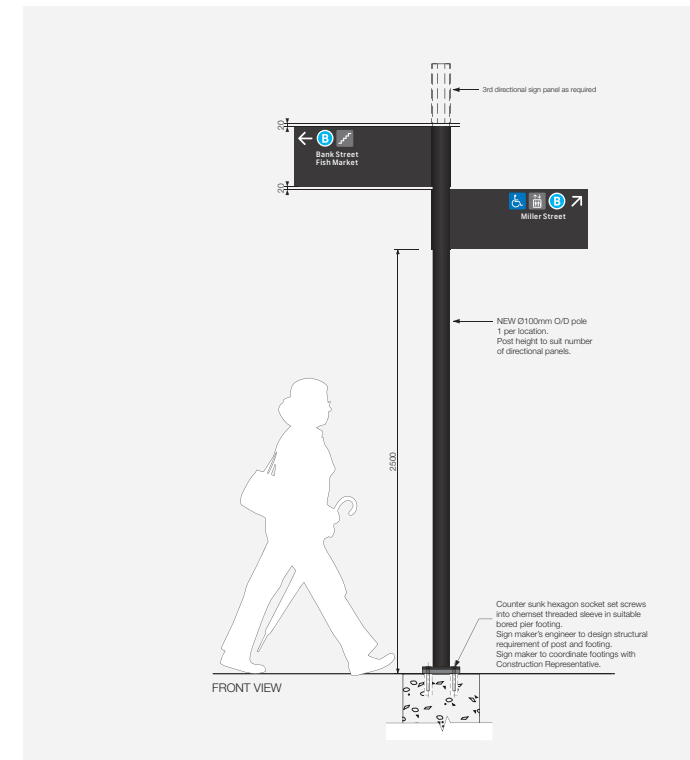 3rd directional sign panel as required
20
B
Bank Street
Fish Market
20
B
Miller Street
NEW Ø100mm O/D pole
1 per location.
Post height to suit number
of directional panels.
2500
Counter sunk hexagon socket set screws
into chemset threaded sleeve in suitable
bored pier footing.
Sign maker's engineer to design structural
requirement of post and footing.
Sign maker to coordinate footings with
Construction Representative.
FRONT VIEW